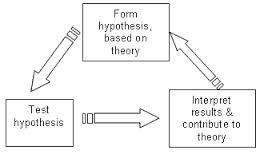 Form
hypothesis,
based on
theory
Test
hypothesis
Interpret
results &
contribute to
theory